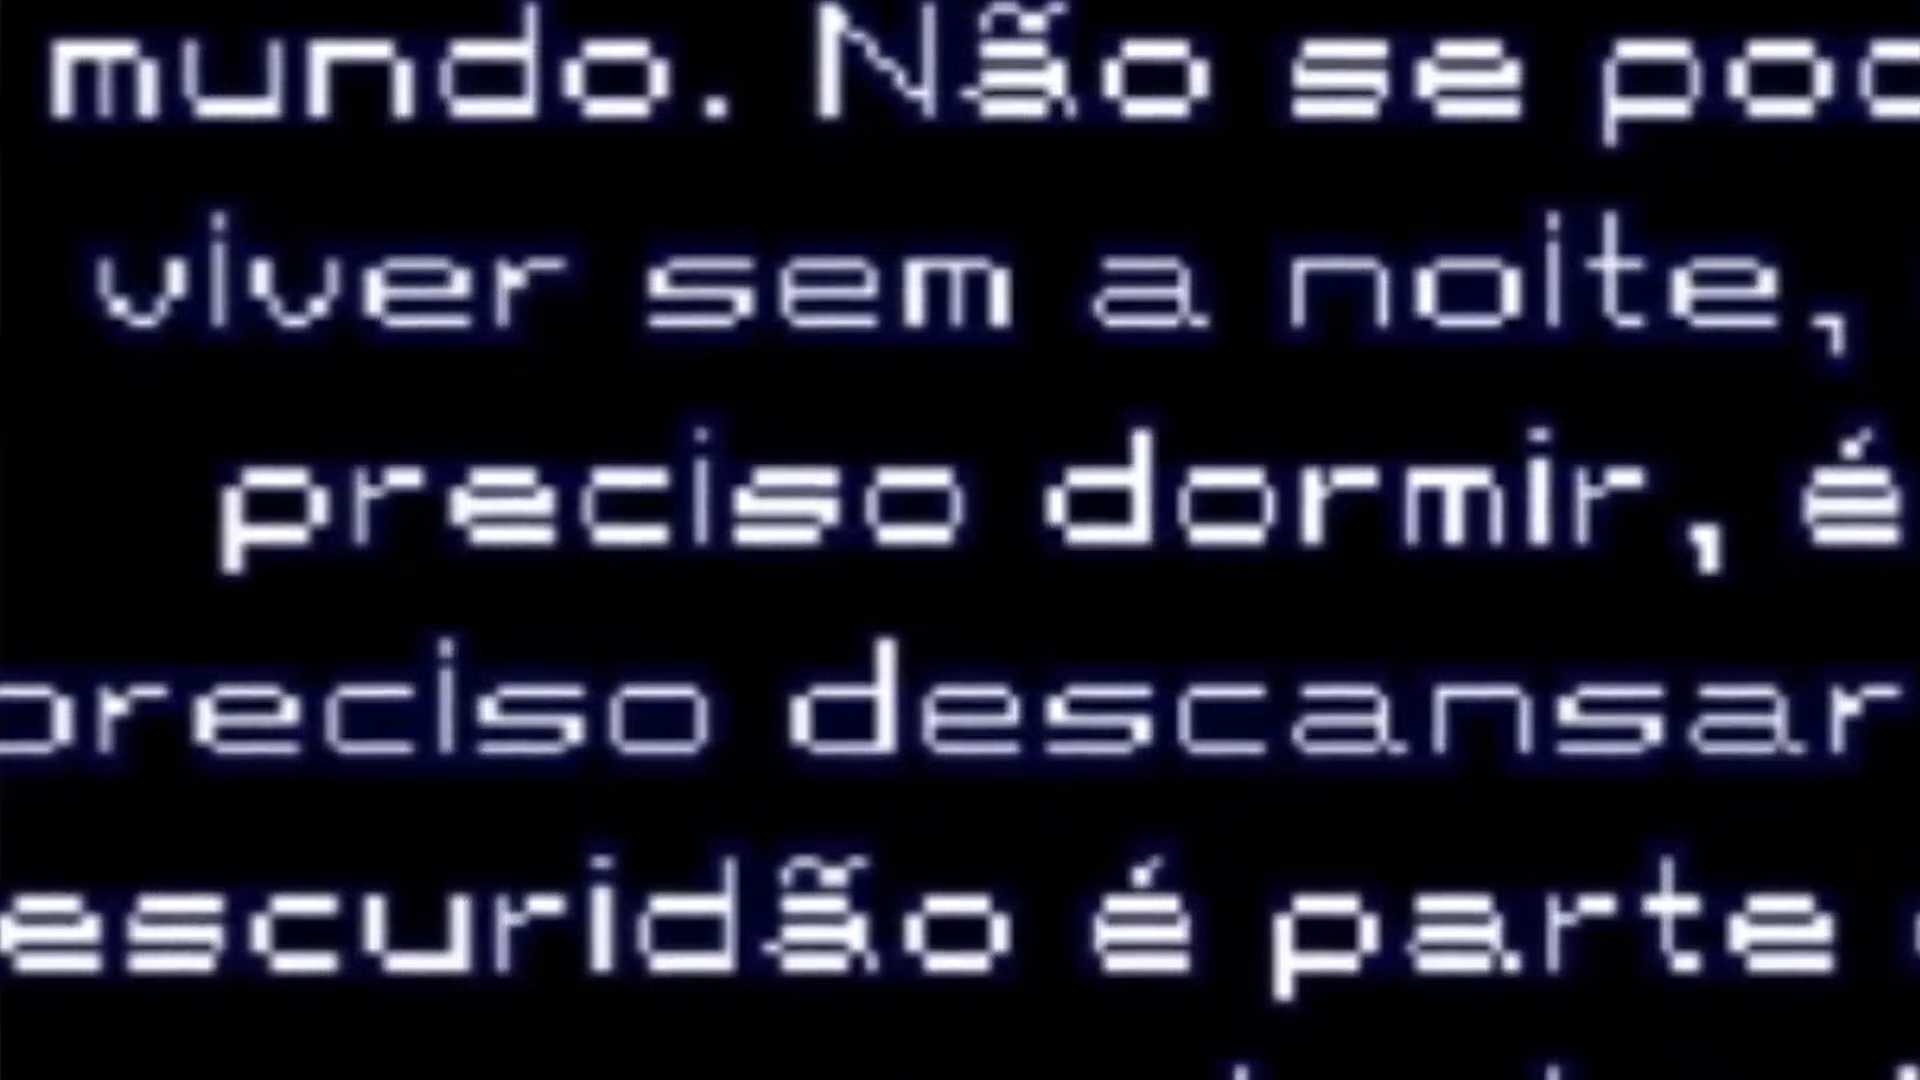 mundo. Não se pod
viver sem a noite,
preciso dormir, é
preciso descansar
escuridão é parte